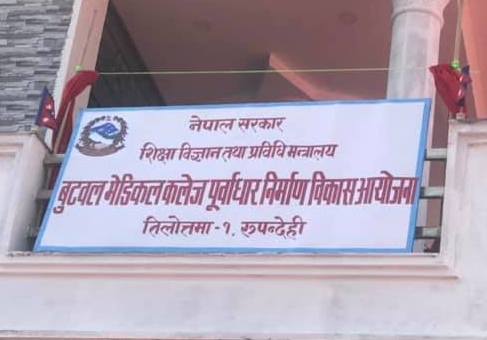 नेपाल सरकार
शिक्षा विज्ञान तथा प्रविधि मन्त्रालय
बुटवल मेडिकल कलेज पूर्वाधार निर्माण विकास आयोजना
तिलोत्तमा -१, रुपन्देही